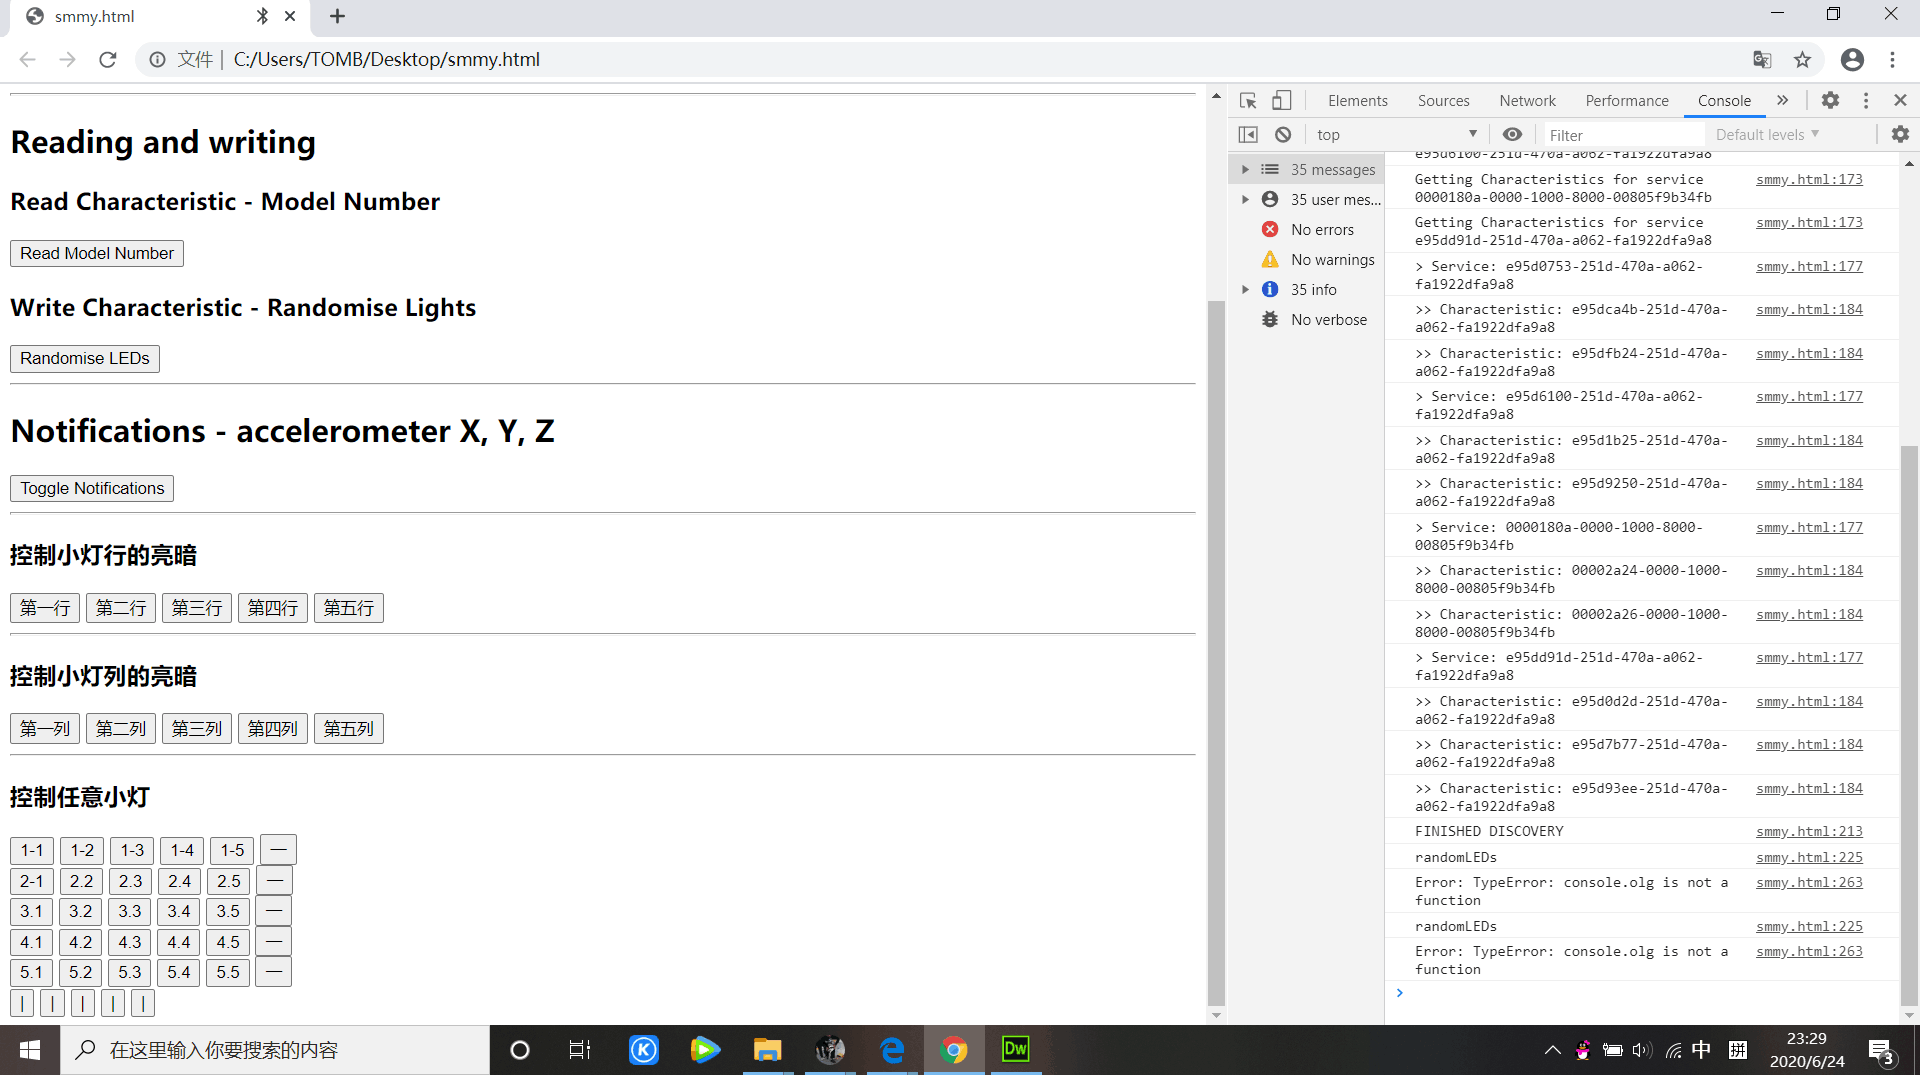 smmy.html
文件 | C:/Users/TOMB/Desktop/smmy.html
Reading and writing
Read Characteristic - Model Number
Read Model Number
Write Characteristic - Randomise Lights
Randomise LEDs
Notifications - accelerometer X, Y, Z
Toggle Notifications
控制小灯行的亮暗
第一行 第二行 第三行 第四行 第五行
控制小灯列的亮暗
第一列 第二列 第三列 第四列 第五列
控制任意小灯
1-1 1-2 1-3 1-4 1-5 —
2-1 2.2 2.3 2.4 2.5 —
3.1 3.2 3.3 3.4 3.5 —
4.1 4.2 4.3 4.4 4.5 —
5.1 5.2 5.3 5.4 5.5 —
| | | | |
Elements Sources Network Performance Console
top Filter Default levels
35 messages
35 user mes...
No errors
No warnings
35 info
No verbose
e95d6100-251d-470a-a062-fa1922dfa9a8
Getting Characteristics for service smmy.html:173
0000180a-0000-1000-8000-00805f9b34fb
Getting Characteristics for service smmy.html:173
e95dd91d-251d-470a-a062-fa1922dfa9a8
> Service: e95d0753-251d-470a-a062- smmy.html:177
fa1922dfa9a8
>> Characteristic: e95dca4b-251d-470a- smmy.html:184
a062-fa1922dfa9a8
>> Characteristic: e95dfb24-251d-470a- smmy.html:184
a062-fa1922dfa9a8
> Service: e95d6100-251d-470a-a062- smmy.html:177
fa1922dfa9a8
>> Characteristic: e95d1b25-251d-470a- smmy.html:184
a062-fa1922dfa9a8
>> Characteristic: e95d9250-251d-470a- smmy.html:184
a062-fa1922dfa9a8
> Service: 0000180a-0000-1000-8000- smmy.html:177
00805f9b34fb
>> Characteristic: 00002a24-0000-1000- smmy.html:184
8000-00805f9b34fb
>> Characteristic: 00002a26-0000-1000- smmy.html:184
8000-00805f9b34fb
> Service: e95dd91d-251d-470a-a062- smmy.html:177
fa1922dfa9a8
>> Characteristic: e95d0d2d-251d-470a- smmy.html:184
a062-fa1922dfa9a8
>> Characteristic: e95d7b77-251d-470a- smmy.html:184
a062-fa1922dfa9a8
>> Characteristic: e95d93ee-251d-470a- smmy.html:184
a062-fa1922dfa9a8
FINISHED DISCOVERY smmy.html:213
randomLEDs smmy.html:225
Error: TypeError: console.olg is not a smmy.html:263
function
randomLEDs smmy.html:225
Error: TypeError: console.olg is not a smmy.html:263
function
在这里输入你要搜索的内容
Dw
中 拼
23:29
2020/6/24
3